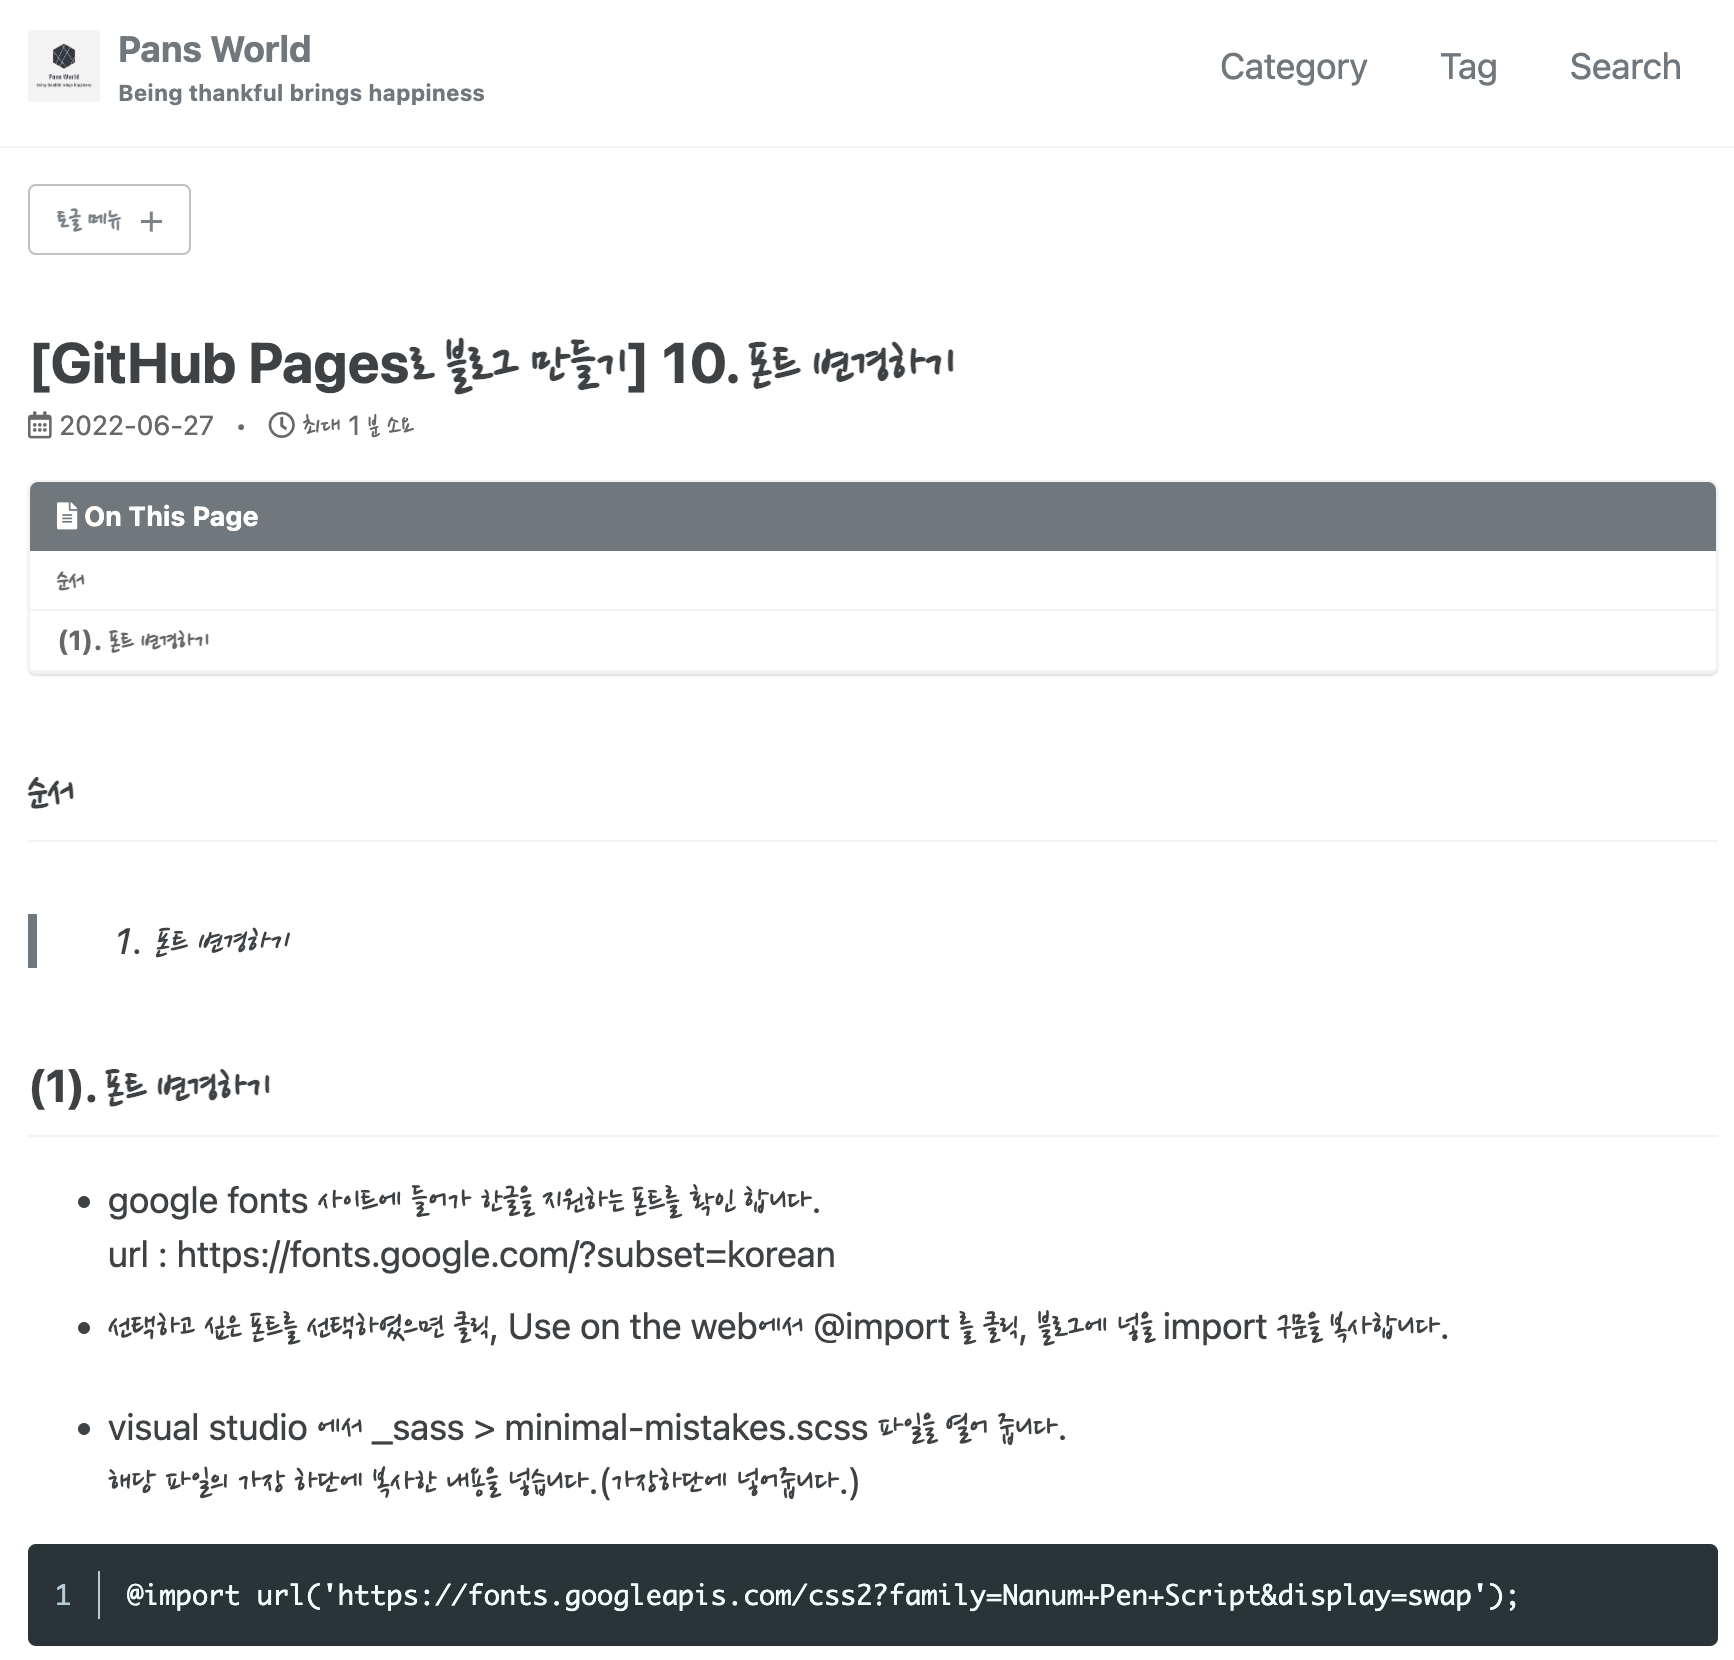 Pans World
Being thankful brings happiness
Category Tag Search
Pans World
Being thankful brings happiness
토글 메뉴
[GitHub Pages로 블로그 만들기] 10. 폰트 변경하기
2022-06-27 • 최대 1 분 소요
On This Page
순서
(1). 폰트 변경하기
순서
1. 폰트 변경하기
(1). 폰트 변경하기
• google fonts 사이트에 들어가 한글을 지원하는 폰트를 확인 합니다.
url : https://fonts.google.com/?subset=korean
• 선택하고 싶은 폰트를 선택하였으면 클릭, Use on the web에서 @import 를 클릭, 블로그에 넣을 import 구문을 복사합니다.
• visual studio 에서 _sass > minimal-mistakes.scss 파일을 열어 줍니다.
해당 파일의 가장 하단에 복사한 내용을 넣습니다.(가장하단에 넣어줍니다.)
1 @import url('https://fonts.googleapis.com/css2?family=Nanum+Pen+Script&display=swap');